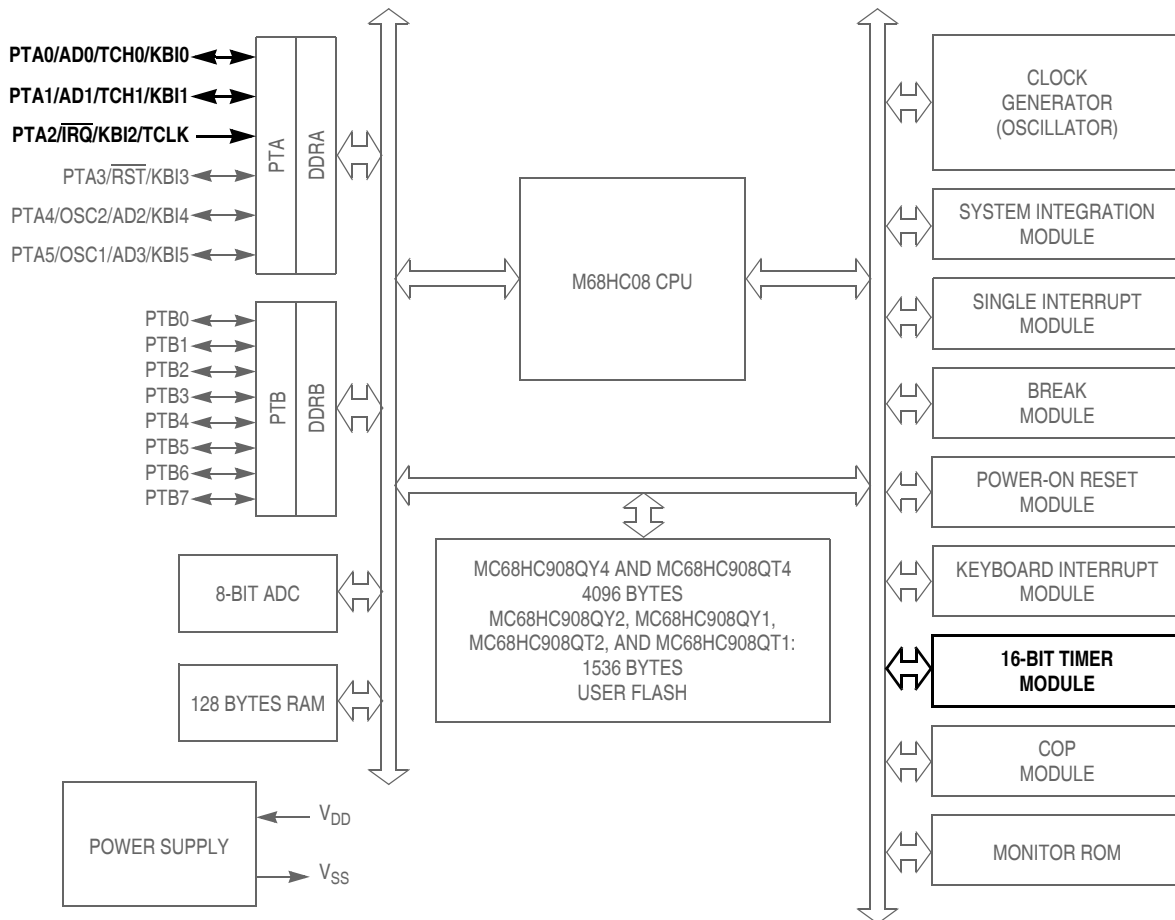 PTA0/AD0/TCH0/KBI0
PTA1/AD1/TCH1/KBI1
PTA2/I̅R̅Q̅/KBI2/TCLK
PTA3/R̅S̅T̅/KBI3
PTA4/OSC2/AD2/KBI4
PTA5/OSC1/AD3/KBI5
PTA
DDRA
PTB0
PTB1
PTB2
PTB3
PTB4
PTB5
PTB6
PTB7
PTB
DDRB
8-BIT ADC
128 BYTES RAM
POWER SUPPLY
VDD
VSS
M68HC08 CPU
MC68HC908QY4 AND MC68HC908QT4
4096 BYTES
MC68HC908QY2, MC68HC908QY1,
MC68HC908QT2, AND MC68HC908QT1:
1536 BYTES
USER FLASH
CLOCK
GENERATOR
(OSCILLATOR)
SYSTEM INTEGRATION
MODULE
SINGLE INTERRUPT
MODULE
BREAK
MODULE
POWER-ON RESET
MODULE
KEYBOARD INTERRUPT
MODULE
16-BIT TIMER
MODULE
COP
MODULE
MONITOR ROM